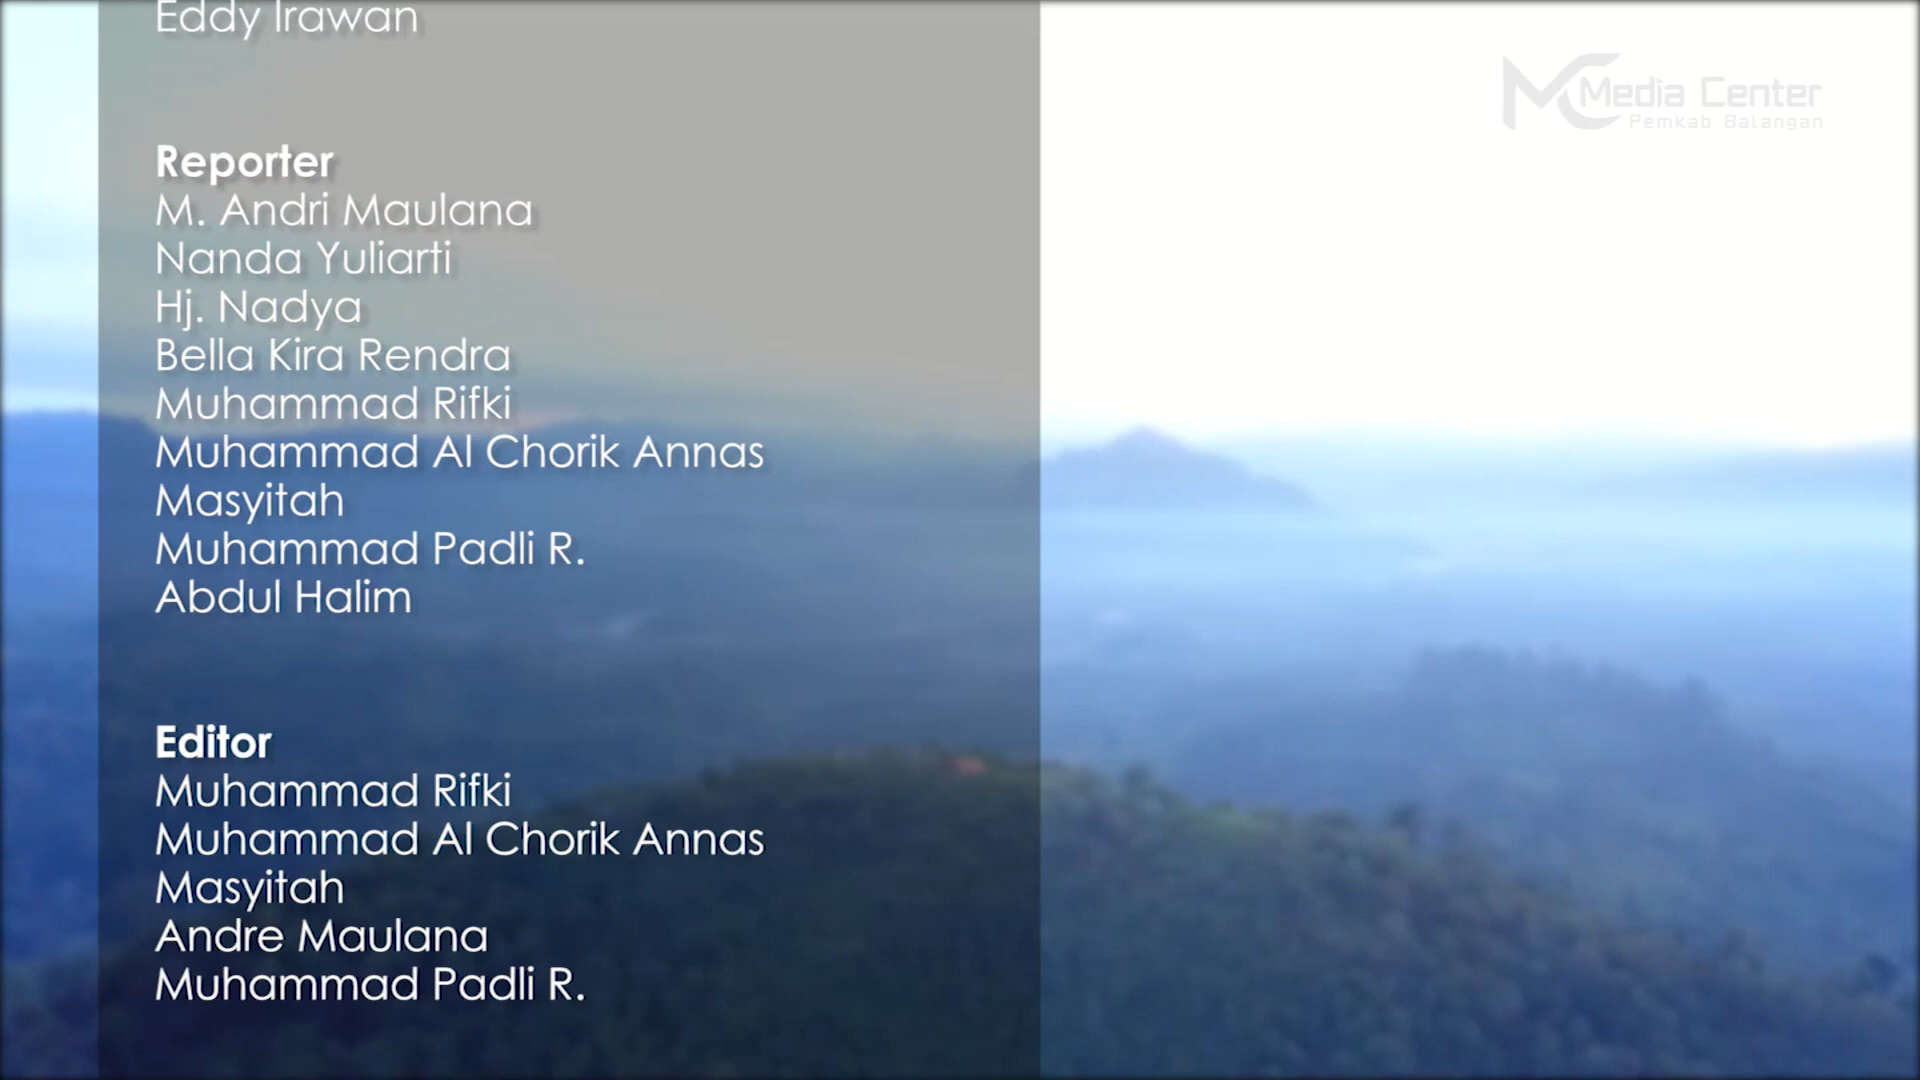 Eddy Irawan
Media Center
Pemkab Balangan
Reporter
M. Andri Maulana
Nanda Yuliarti
Hj. Nadya
Bella Kira Rendra
Muhammad Rifki
Muhammad Al Chorik Annas
Masyitah
Muhammad Padli R.
Abdul Halim
Editor
Muhammad Rifki
Muhammad Al Chorik Annas
Masyitah
Andre Maulana
Muhammad Padli R.